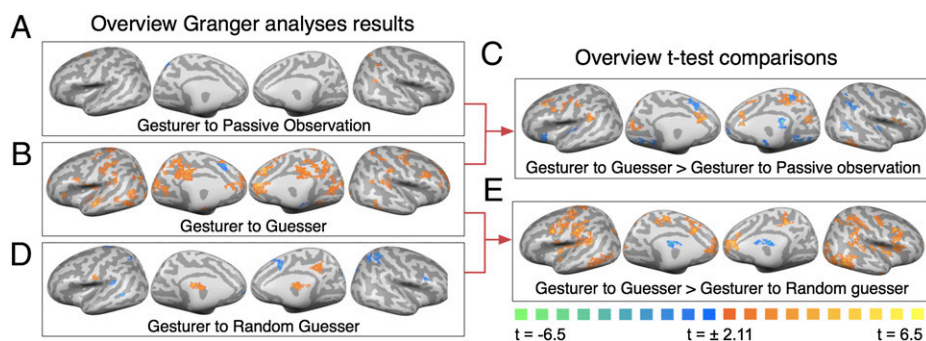 A
Overview Granger analyses results
Gesturer to Passive Observation
B
Gesturer to Guesser
D
Gesturer to Random Guesser
C
Overview t-test comparisons
Gesturer to Guesser > Gesturer to Passive observation
E
Gesturer to Guesser > Gesturer to Random guesser
t = -6.5 t = ± 2.11 t = 6.5